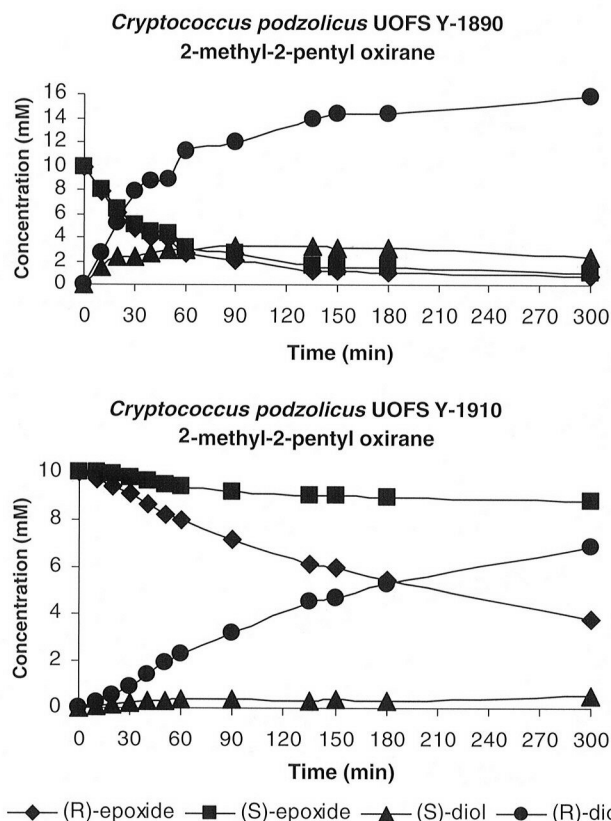 Cryptococcus podzolicus UOFS Y-1890
2-methyl-2-pentyl oxirane
Concentration (mM)
16
14
12
10
8
6
4
2
0
0 30 60 90 120 150 180 210 240 270 300
Time (min)
Cryptococcus podzolicus UOFS Y-1910
2-methyl-2-pentyl oxirane
Concentration (mM)
10
8
6
4
2
0
0 30 60 90 120 150 180 210 240 270 300
Time (min)
(R)-epoxide (S)-epoxide (S)-diol (R)-di